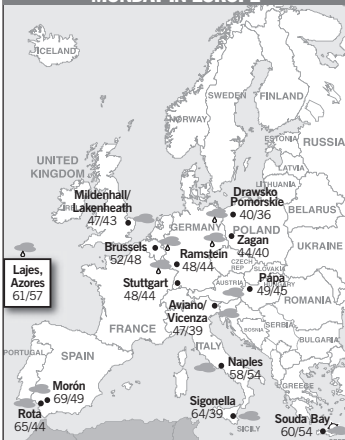 MONDAY IN EUROPE
ICELAND
SWEDEN
FINLAND
NORWAY
ESTONIA
RUSSIA
LATVIA
LITHUANIA
UNITED
KINGDOM
Mildenhall/
Lakenheath
47/43
Drawsko
Pomorskie
40/36
BELARUS
GERMANY
POLAND
Zagan
44/40
Brussels
52/48
Ramstein
48/44
UKRAINE
CZECH
REP
SLOVAKIA
Lajes,
Azores
61/57
Stuttgart
48/44
AUSTRIA
Pápa
49/45
HUNGARY
Aviano/
Vicenza
47/39
ROMANIA
FRANCE
BOSNIA
SERBIA
BULGARIA
ITALY
PORTUGAL
SPAIN
Naples
58/54
Morón
69/49
Rota
65/44
Sigonella
64/39
SICILY
GREECE
Souda Bay
60/54